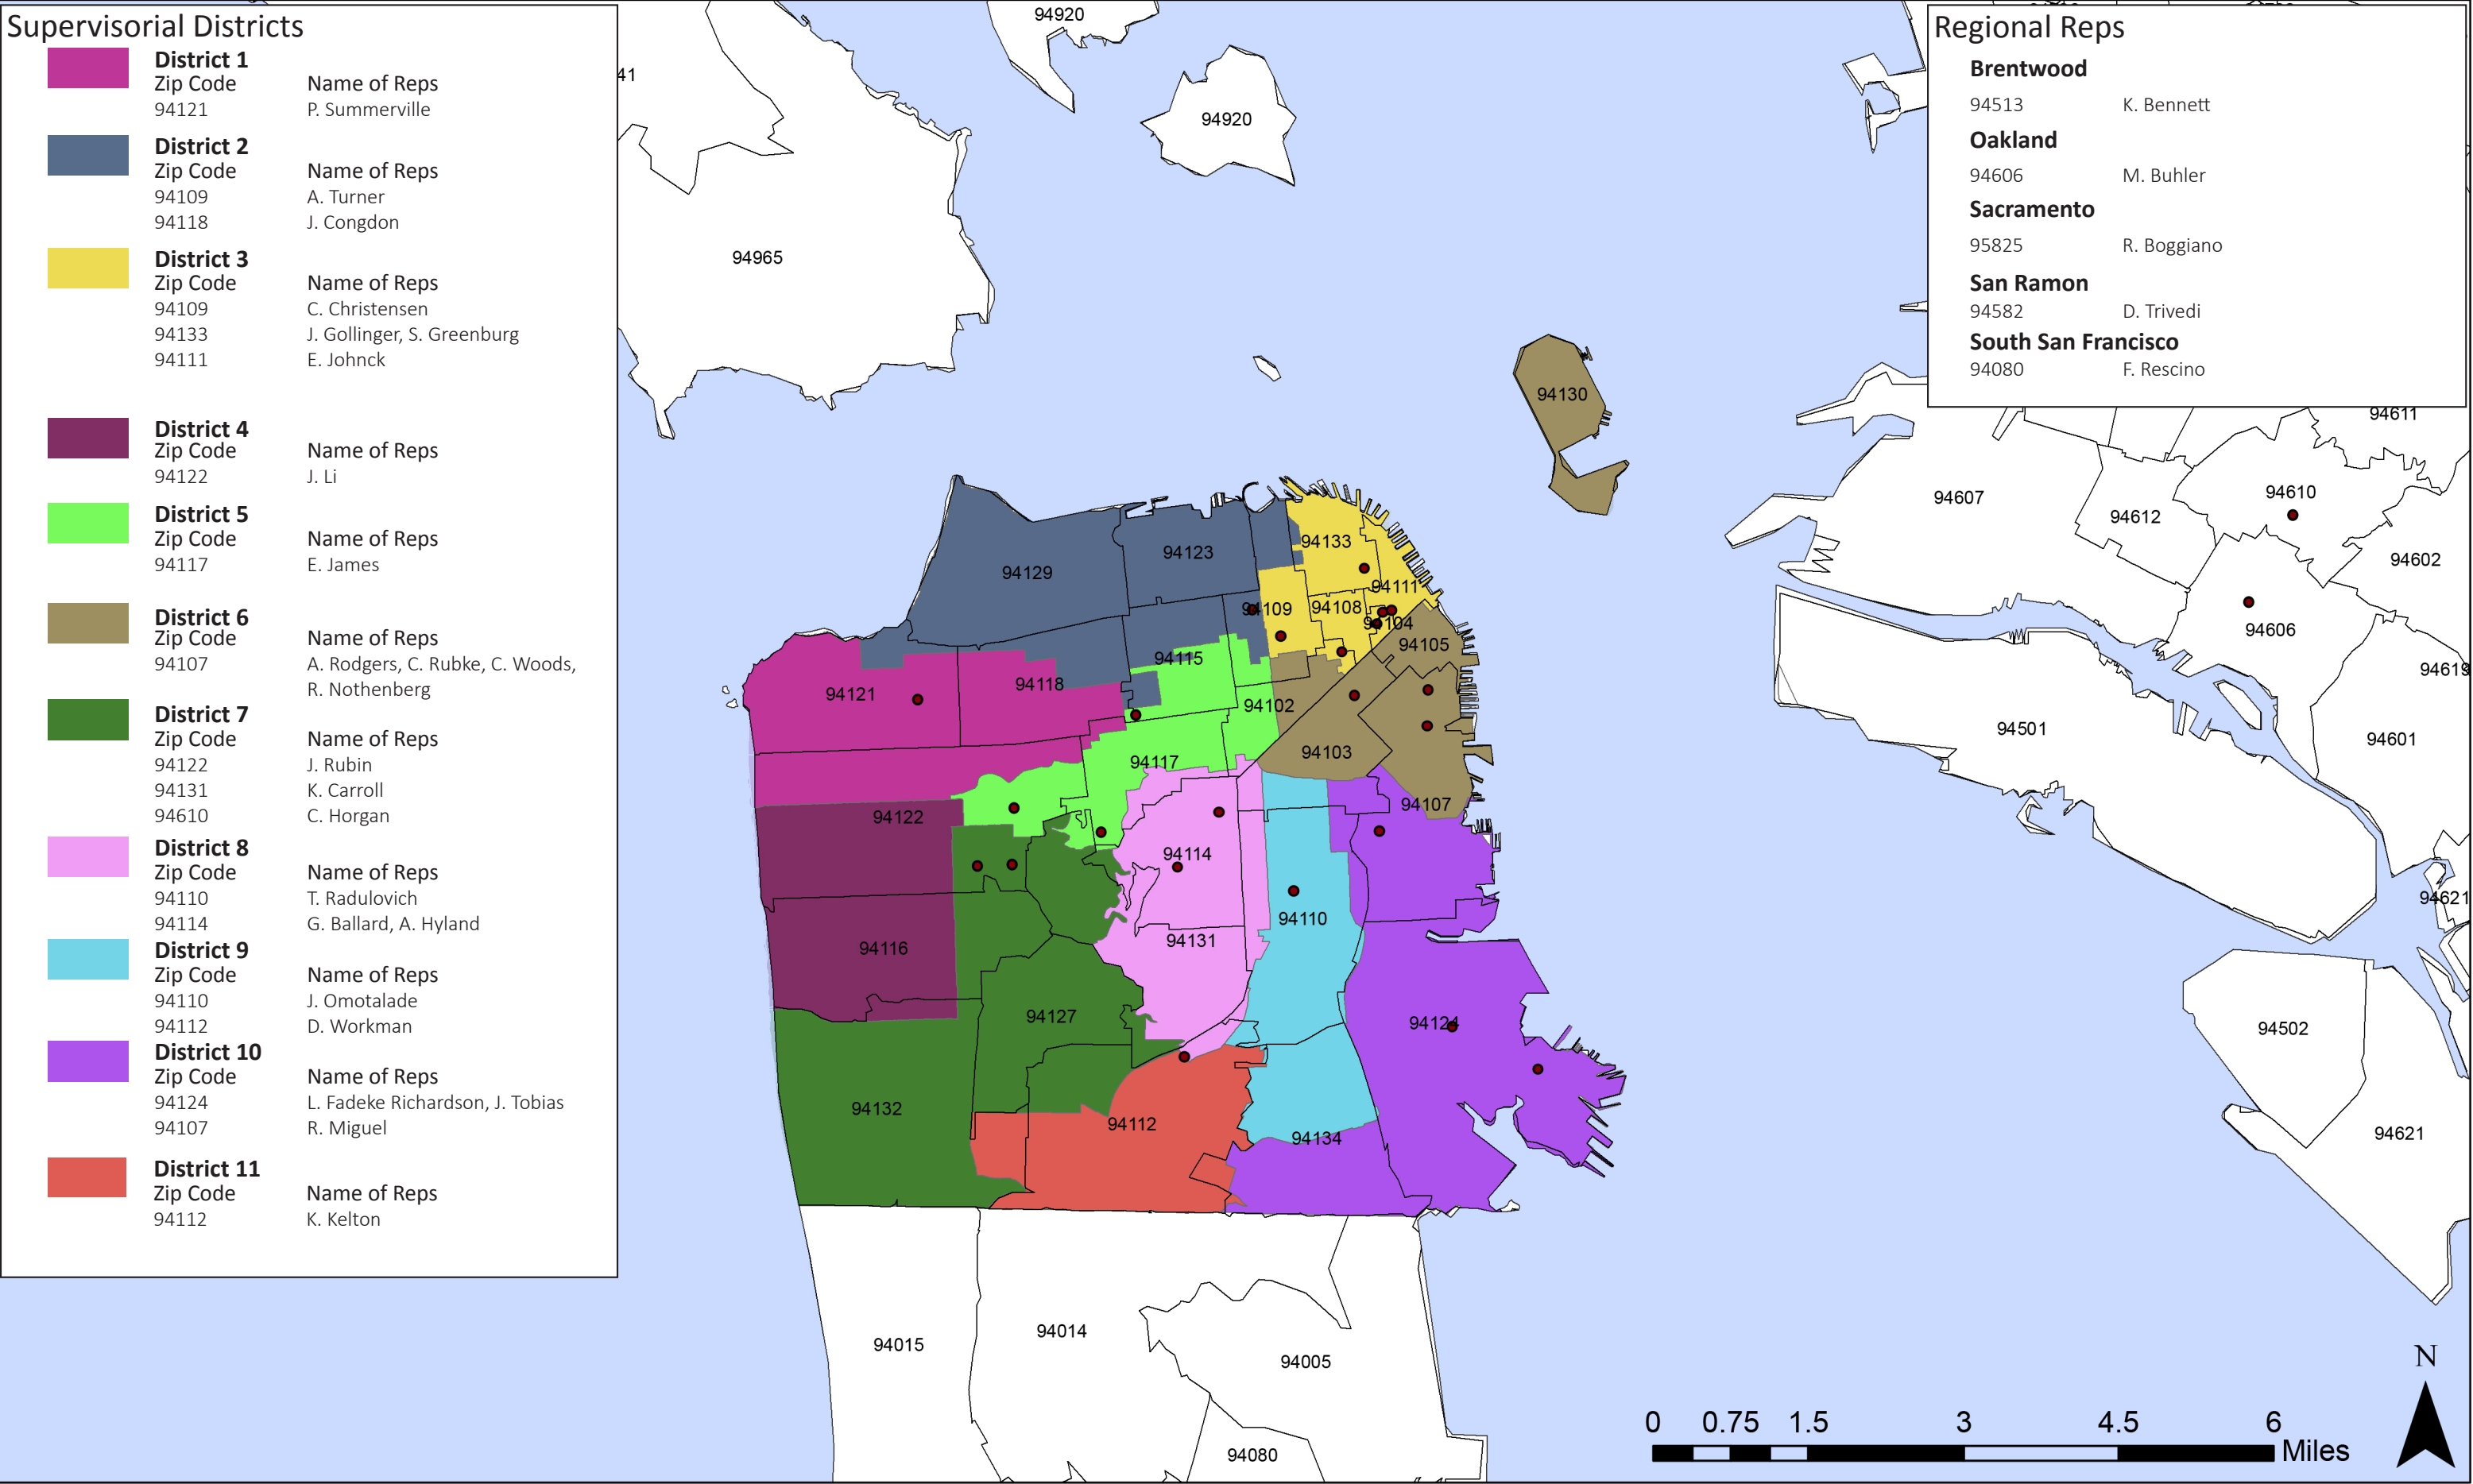 Supervisorial Districts
District 1
Zip Code Name of Reps
94121 P. Summerville
District 2
Zip Code Name of Reps
94109 A. Turner
94118 J. Congdon
District 3
Zip Code Name of Reps
94109 C. Christensen
94133 J. Gollinger, S. Greenburg
94111 E. Johnck
District 4
Zip Code Name of Reps
94122 J. Li
District 5
Zip Code Name of Reps
94117 E. James
District 6
Zip Code Name of Reps
94107 A. Rodgers, C. Rubke, C. Woods,
R. Nothenberg
District 7
Zip Code Name of Reps
94122 J. Rubin
94131 K. Carroll
94610 C. Horgan
District 8
Zip Code Name of Reps
94110 T. Radulovich
94114 G. Ballard, A. Hyland
District 9
Zip Code Name of Reps
94110 J. Omotalade
94112 D. Workman
District 10
Zip Code Name of Reps
94124 L. Fadeke Richardson, J. Tobias
94107 R. Miguel
District 11
Zip Code Name of Reps
94112 K. Kelton
Regional Reps
Brentwood
94513 K. Bennett
Oakland
94606 M. Buhler
Sacramento
95825 R. Boggiano
San Ramon
94582 D. Trivedi
South San Francisco
94080 F. Rescino
94920
41
94920
94965
94130
94611
94607
94610
94612
94602
94606
94619
94501
94601
94621
94502
94621
94133
94123
94129
94111
94109
94108
94104
94105
94115
94118
94121
94102
94103
94117
94107
94122
94114
94110
94131
94116
94127
94124
94132
94112
94134
94015
94014
94005
94080
N
0 0.75 1.5 3 4.5 6
Miles